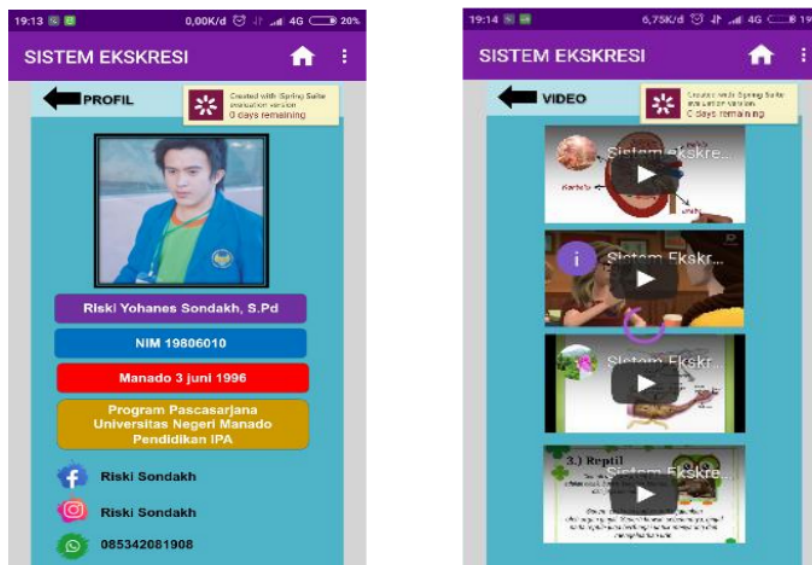 19:13
0,00K/d
4G
20%
SISTEM EKSKRESI
PROFIL
Created with iSpring Suite
evaluation version
0 days remaining
Riski Yohanes Sondakh, S.Pd
NIM 19806010
Manado 3 juni 1996
Program Pascasarjana
Universitas Negeri Manado
Pendidikan IPA
Riski Sondakh
Riski Sondakh
085342081908
19:14
6,75K/d
4G
SISTEM EKSKRESI
VIDEO
Created with iSpring Suite
evaluation version
0 days remaining
Sistem ekskre...
Sistem Ekskr...
Sistem Ekskr...
3.) Reptil
Sistem Ekskre...